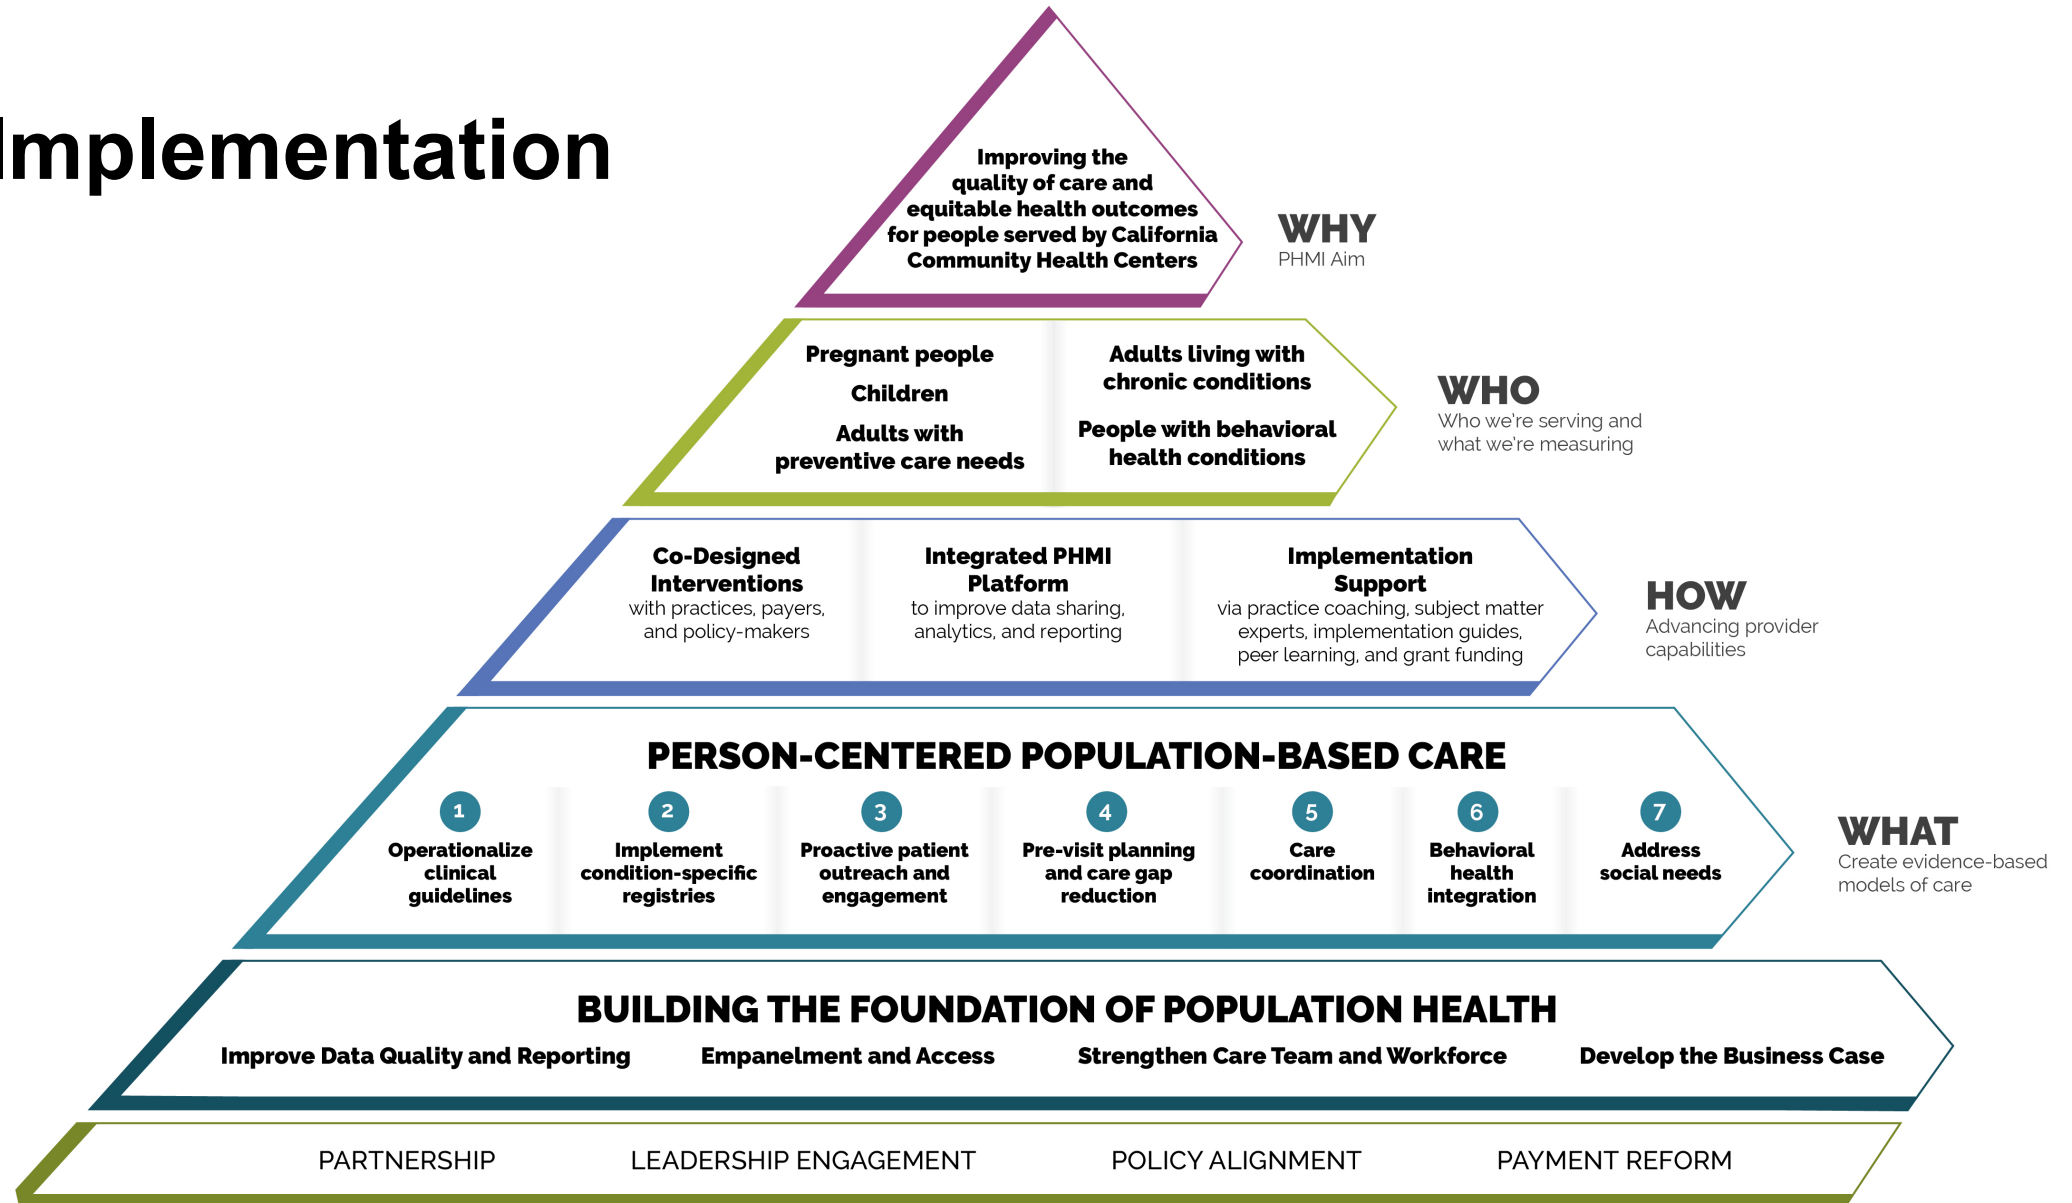 Implementation
Improving the
quality of care and
equitable health outcomes
for people served by California
Community Health Centers
WHY
PHMI Aim
Pregnant people
Children
Adults with
preventive care needs
Adults living with
chronic conditions
People with behavioral
health conditions
WHO
Who we're serving and
what we're measuring
Co-Designed
Interventions
with practices, payers,
and policy-makers
Integrated PHMI
Platform
to improve data sharing,
analytics, and reporting
Implementation
Support
via practice coaching, subject matter
experts, implementation guides,
peer learning, and grant funding
HOW
Advancing provider
capabilities
PERSON-CENTERED POPULATION-BASED CARE
1
Operationalize
clinical
guidelines
2
Implement
condition-specific
registries
3
Proactive patient
outreach and
engagement
4
Pre-visit planning
and care gap
reduction
5
Care
coordination
6
Behavioral
health
integration
7
Address
social needs
WHAT
Create evidence-based
models of care
BUILDING THE FOUNDATION OF POPULATION HEALTH
Improve Data Quality and Reporting
Empanelment and Access
Strengthen Care Team and Workforce
Develop the Business Case
PARTNERSHIP
LEADERSHIP ENGAGEMENT
POLICY ALIGNMENT
PAYMENT REFORM